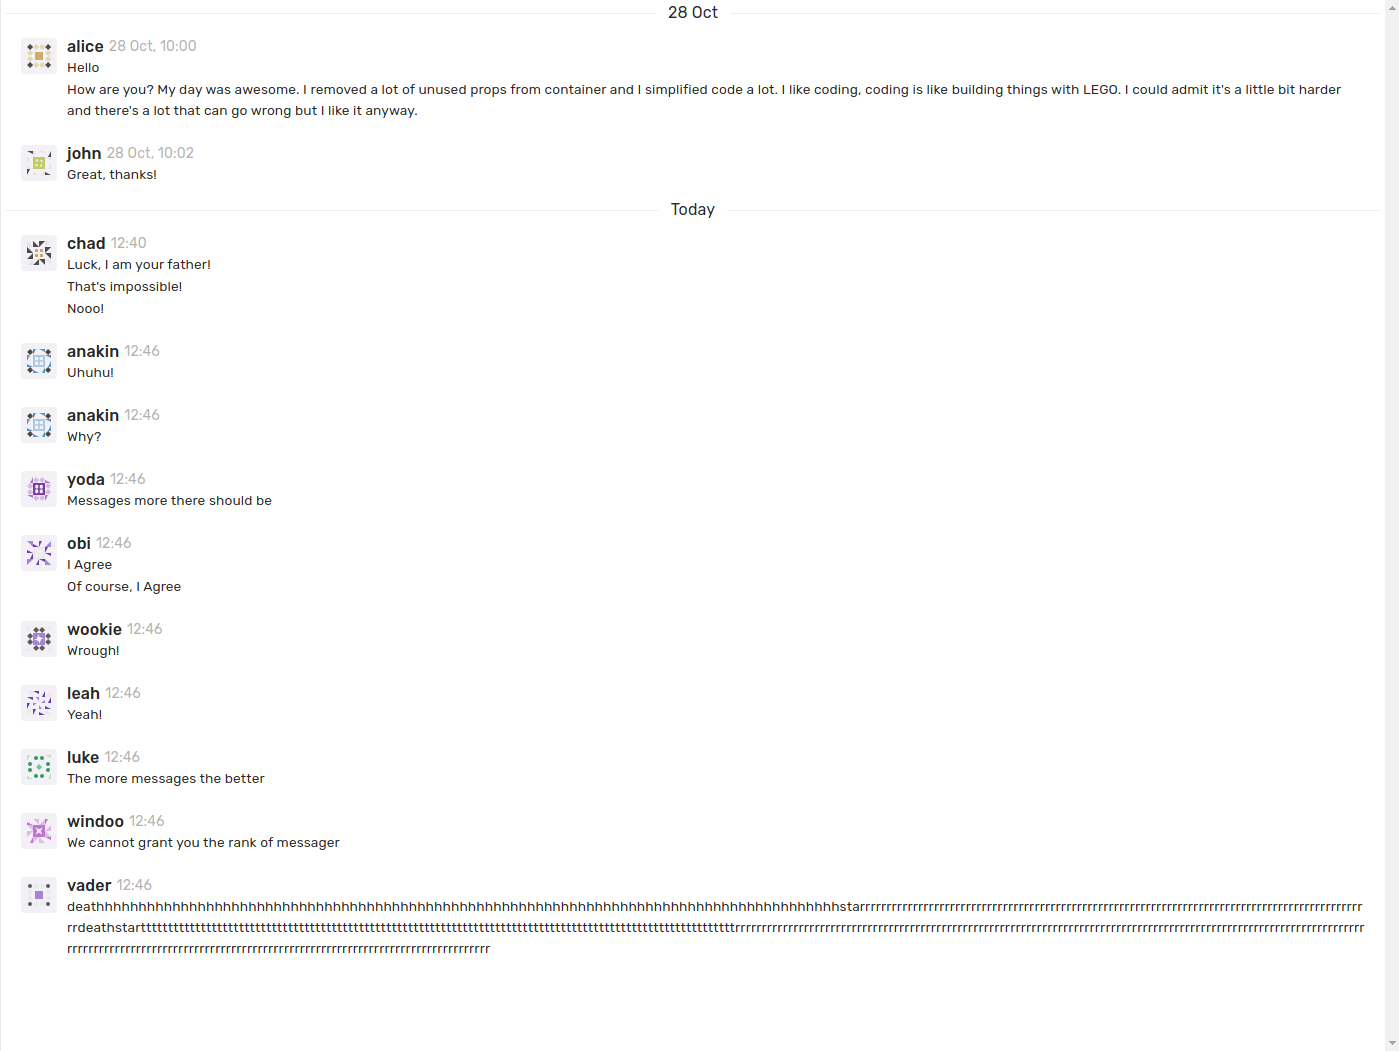 28 Oct
alice 28 Oct, 10:00
Hello
How are you? My day was awesome. I removed a lot of unused props from container and I simplified code a lot. I like coding, coding is like building things with LEGO. I could admit it's a little bit harder
and there's a lot that can go wrong but I like it anyway.
john 28 Oct, 10:02
Great, thanks!
Today
chad 12:40
Luck, I am your father!
That's impossible!
Nooo!
anakin 12:46
Uhuhu!
anakin 12:46
Why?
yoda 12:46
Messages more there should be
obi 12:46
I Agree
Of course, I Agree
wookie 12:46
Wrough!
leah 12:46
Yeah!
luke 12:46
The more messages the better
windoo 12:46
We cannot grant you the rank of messager
vader 12:46